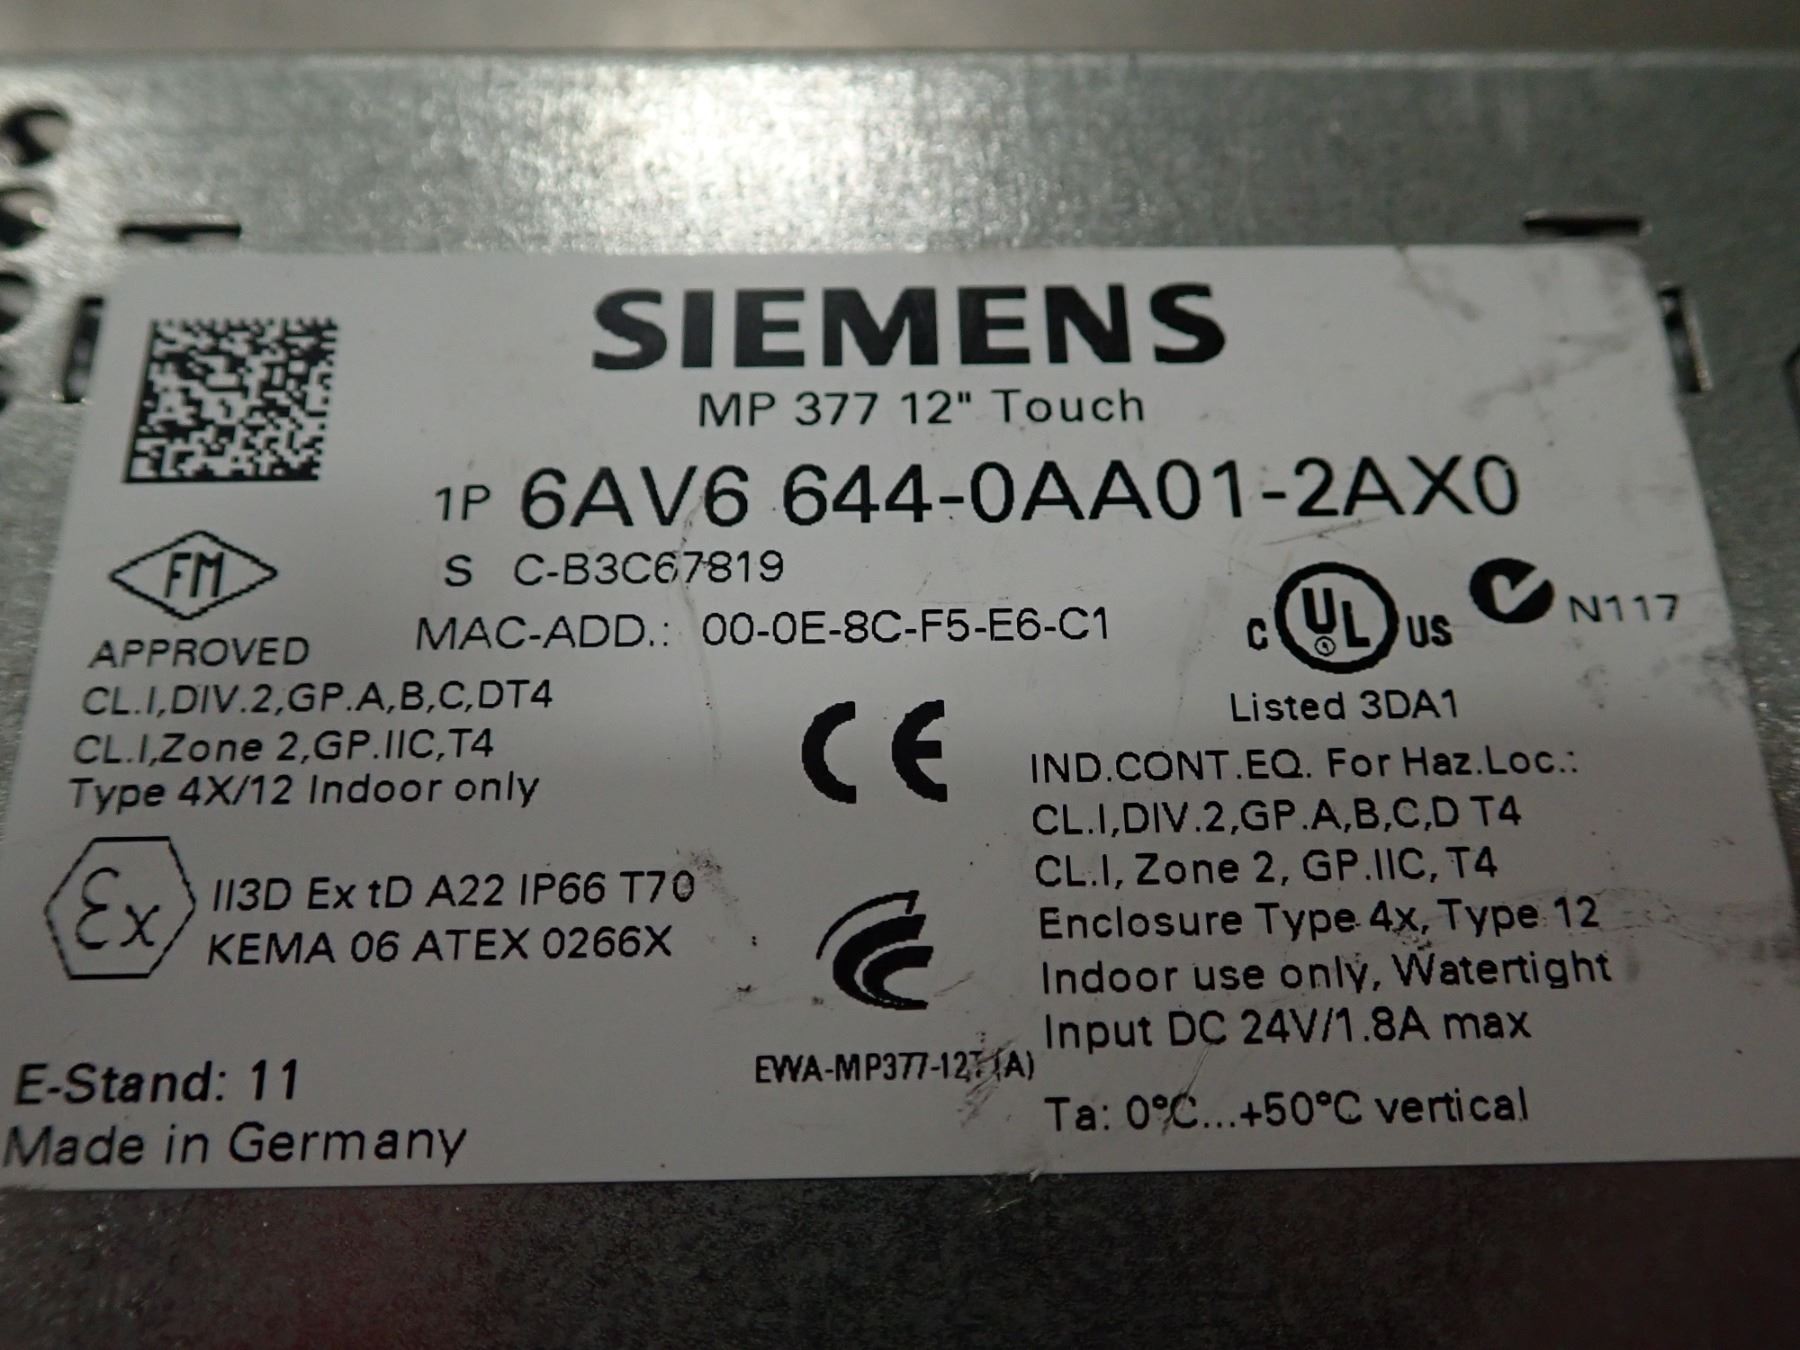 SIEMENS
MP 377 12" Touch
1P 6AV6 644-0AA01-2AX0
S C-B3C67819
MAC-ADD.: 00-0E-8C-F5-E6-C1
FM
APPROVED
CL.I,DIV.2,GP.A,B,C,DT4
CL.I,Zone 2,GP.IIC,T4
Type 4X/12 Indoor only
C UL US
N117
Listed 3DA1
CE
IND.CONT.EQ. For Haz.Loc.:
CL.I,DIV.2,GP.A,B,C,D T4
CL.I, Zone 2, GP.IIC, T4
Enclosure Type 4x, Type 12
Indoor use only, Watertight
Input DC 24V/1.8A max
Ta: 0°C...+50°C vertical
Ex II3D Ex tD A22 IP66 T70
KEMA 06 ATEX 0266X
EWA-MP377-12T(A)
E-Stand: 11
Made in Germany